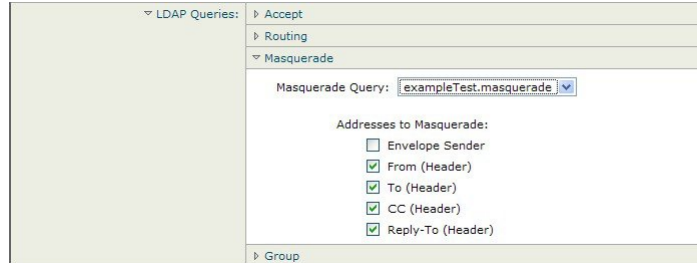 LDAP Queries:
Accept
Routing
Masquerade
Masquerade Query: exampleTest.masquerade
Addresses to Masquerade:
Envelope Sender
From (Header)
To (Header)
CC (Header)
Reply-To (Header)
Group